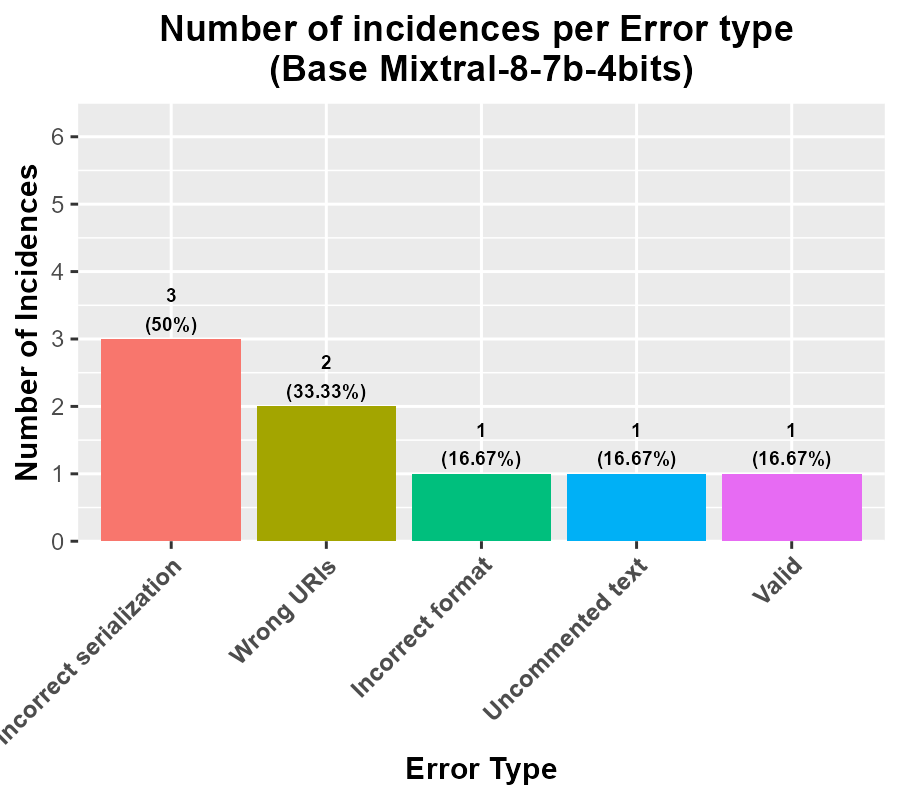 Number of incidences per Error type
(Base Mixtral-8-7b-4bits)
Number of Incidences
6
5
4
3
2
1
0
3
(50%)
2
(33.33%)
1
(16.67%)
1
(16.67%)
1
(16.67%)
Incorrect serialization
Wrong URIs
Incorrect format
Uncommented text
Valid
Error Type